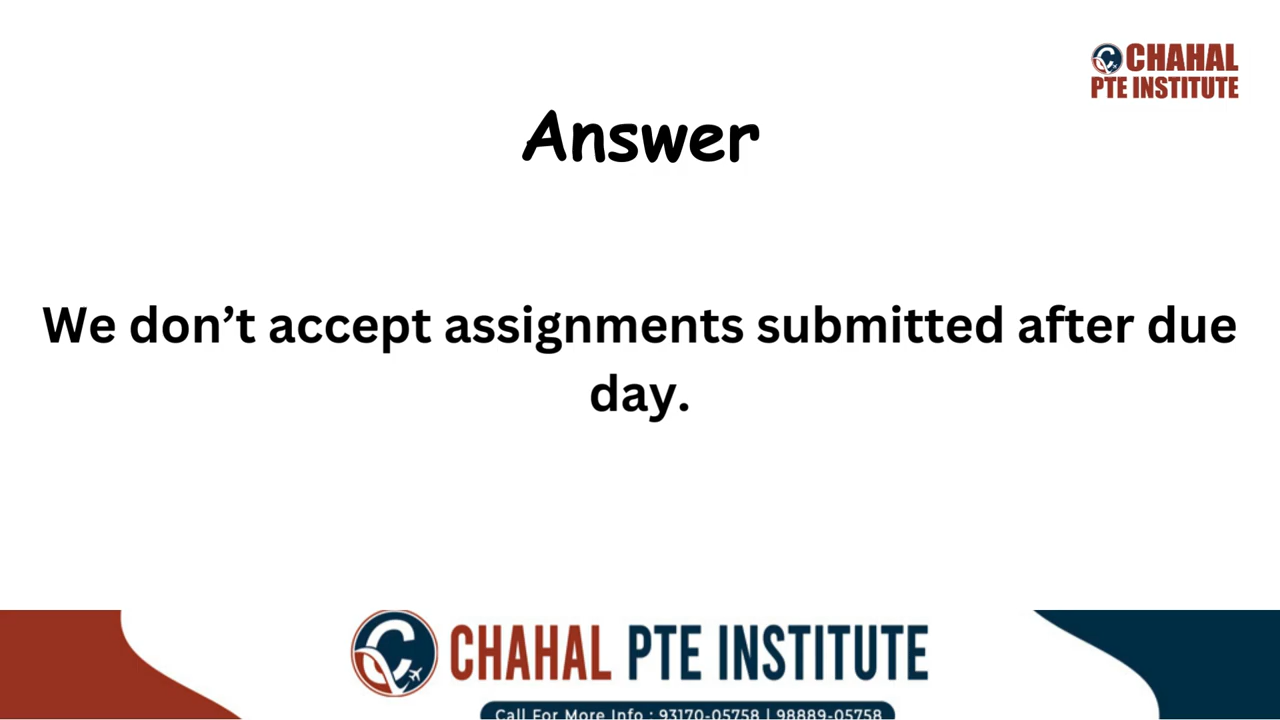 CHAHAL
PTE INSTITUTE
Answer
We don’t accept assignments submitted after due
day.
CHAHAL PTE INSTITUTE
Call For More Info : 93170-05758 | 98889-05758